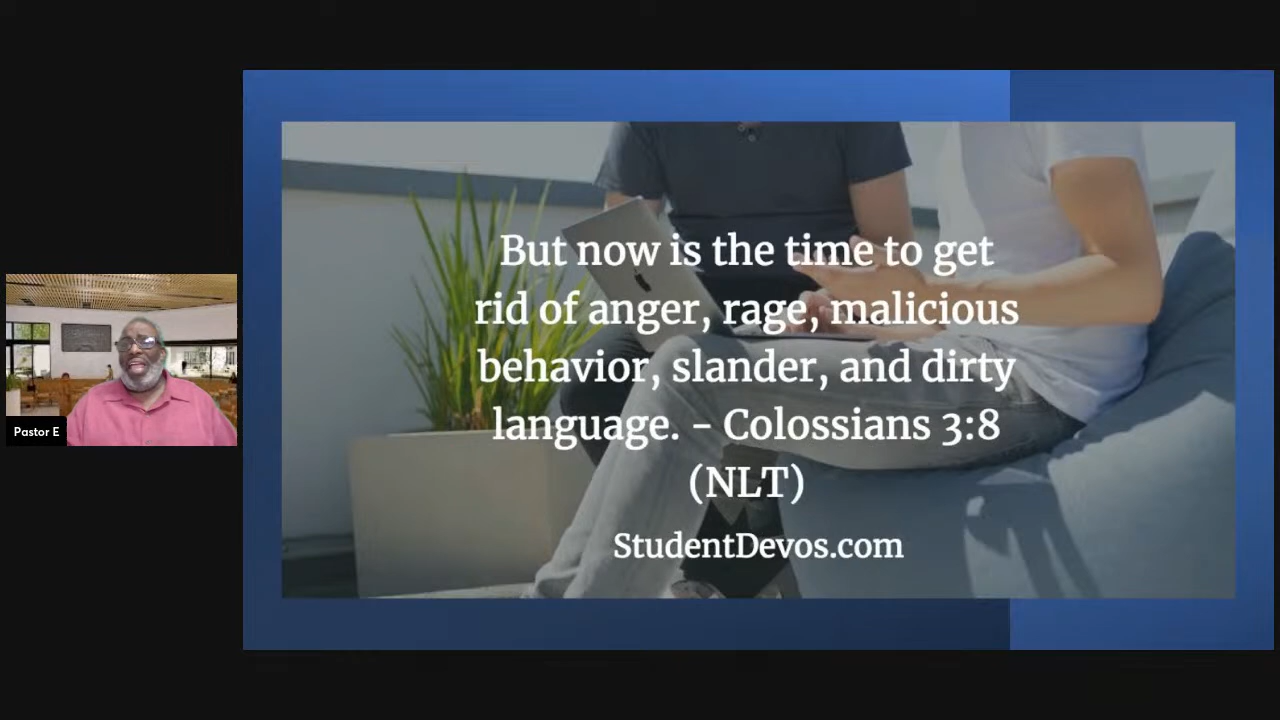 But now is the time to get
rid of anger, rage, malicious
behavior, slander, and dirty
language. - Colossians 3:8
(NLT)
StudentDevos.com
Pastor E